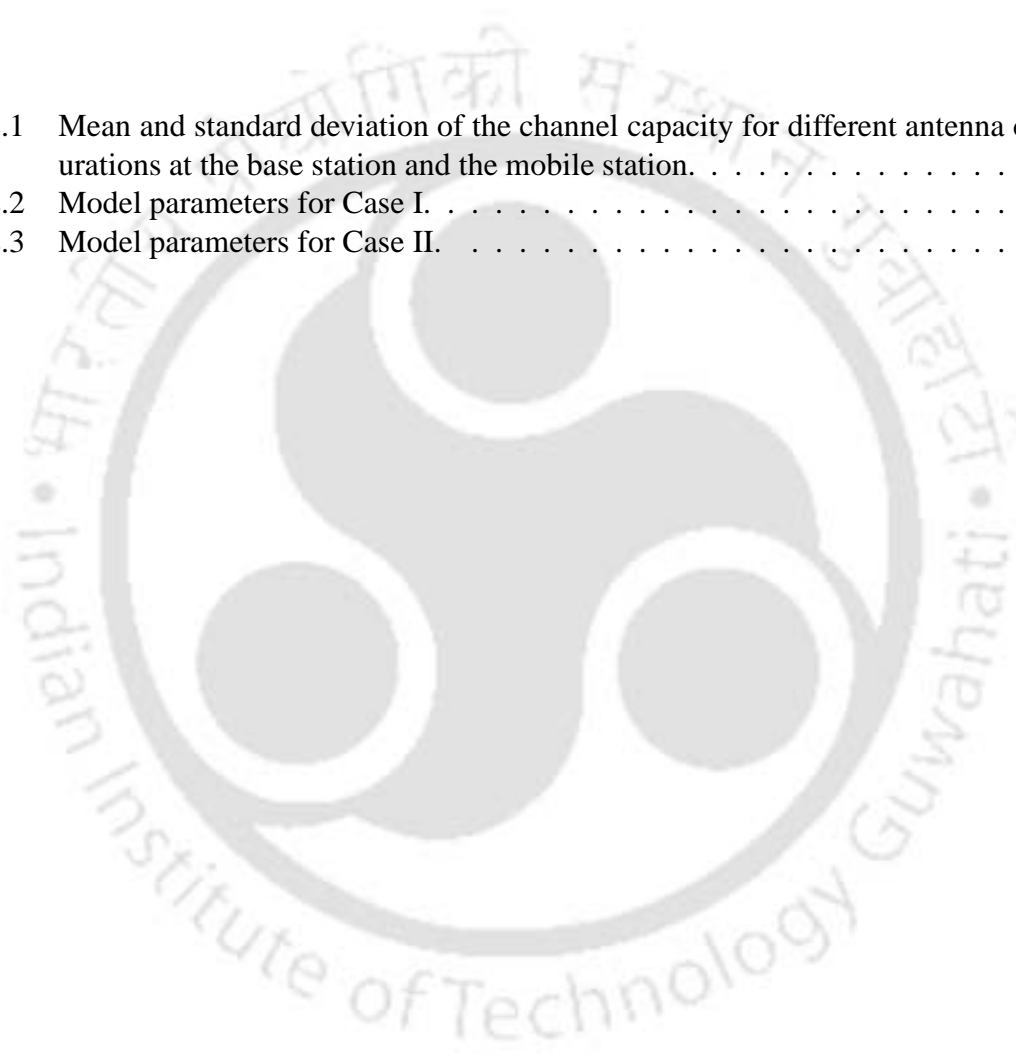 .1 Mean and standard deviation of the channel capacity for different antenna
urations at the base station and the mobile station. . . . . . . . . . . . . . .
.2 Model parameters for Case I. . . . . . . . . . . . . . . . . . . . . . . . . .
.3 Model parameters for Case II. . . . . . . . . . . . . . . . . . . . . . . . .
भारतीय प्रौद्योगिकी संस्थान गुवाहाटी
Indian Institute of Technology Guwahati